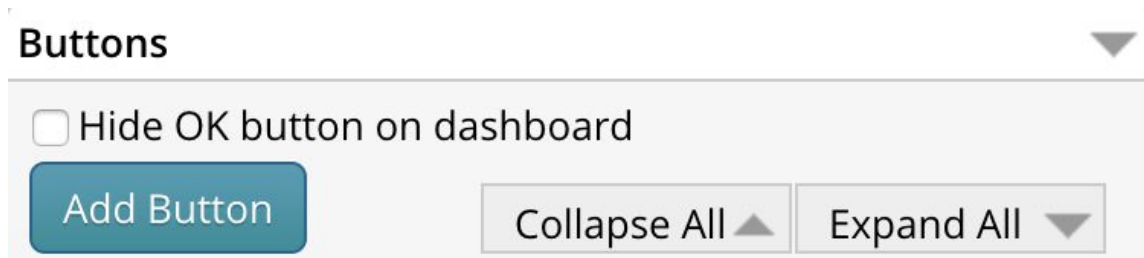 Buttons
Hide OK button on dashboard
Add Button
Collapse All
Expand All